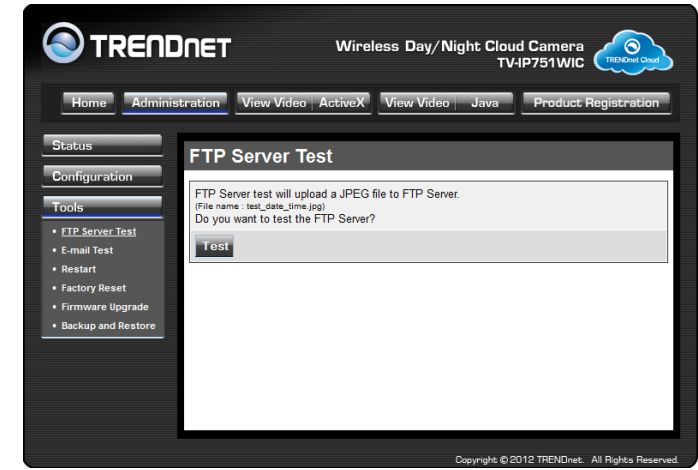 TRENDNET
Wireless Day/Night Cloud Camera
TV-IP751WIC
TRENDnet Cloud
Home Administration View Video ActiveX View Video Java Product Registration
Status
Configuration
Tools
• FTP Server Test
• E-mail Test
• Restart
• Factory Reset
• Firmware Upgrade
• Backup and Restore
FTP Server Test
FTP Server test will upload a JPEG file to FTP Server.
(File name : test_date_time.jpg)
Do you want to test the FTP Server?
Test
Copyright © 2012 TRENDnet. All Rights Reserved.